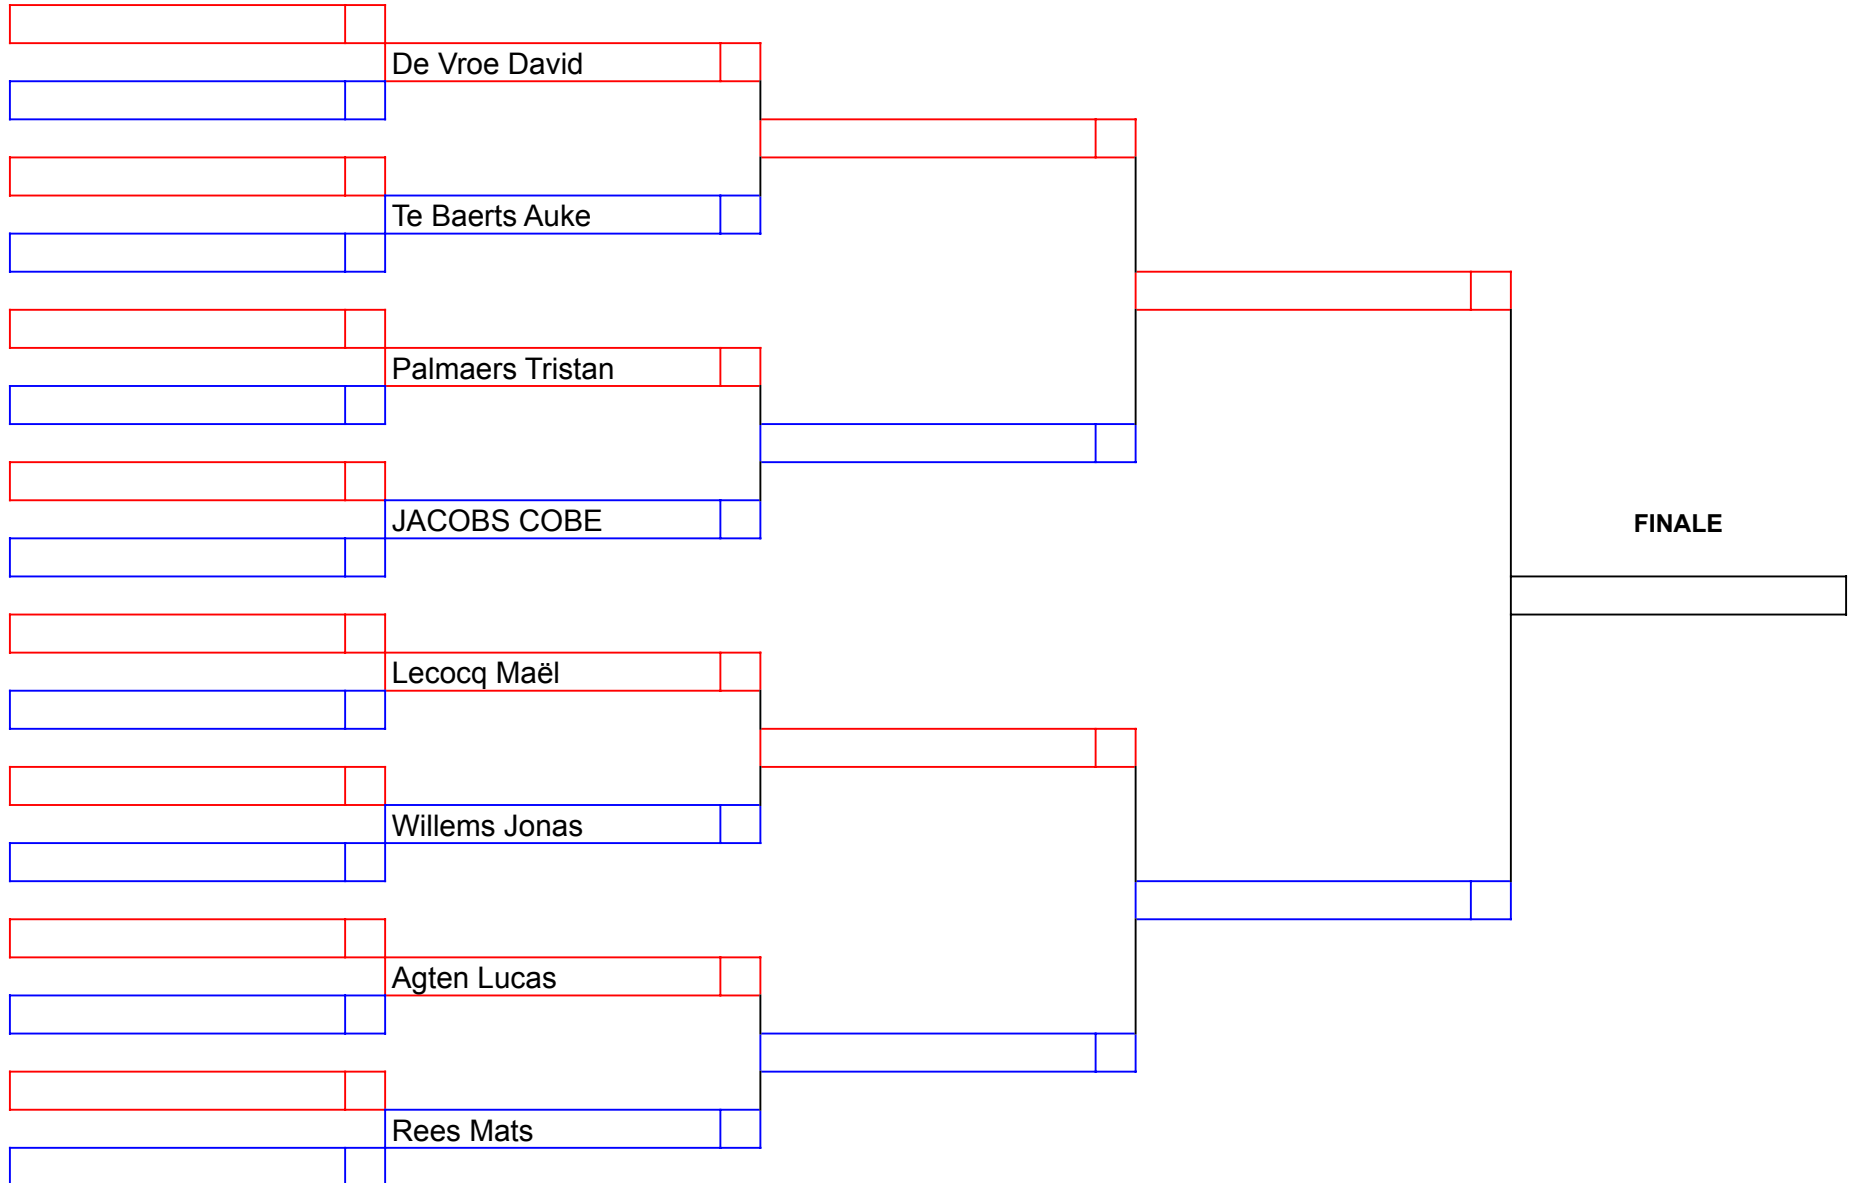 De Vroe David
Te Baerts Auke
Palmaers Tristan
JACOBS COBE
FINALE
Lecocq Maël
Willems Jonas
Agten Lucas
Rees Mats